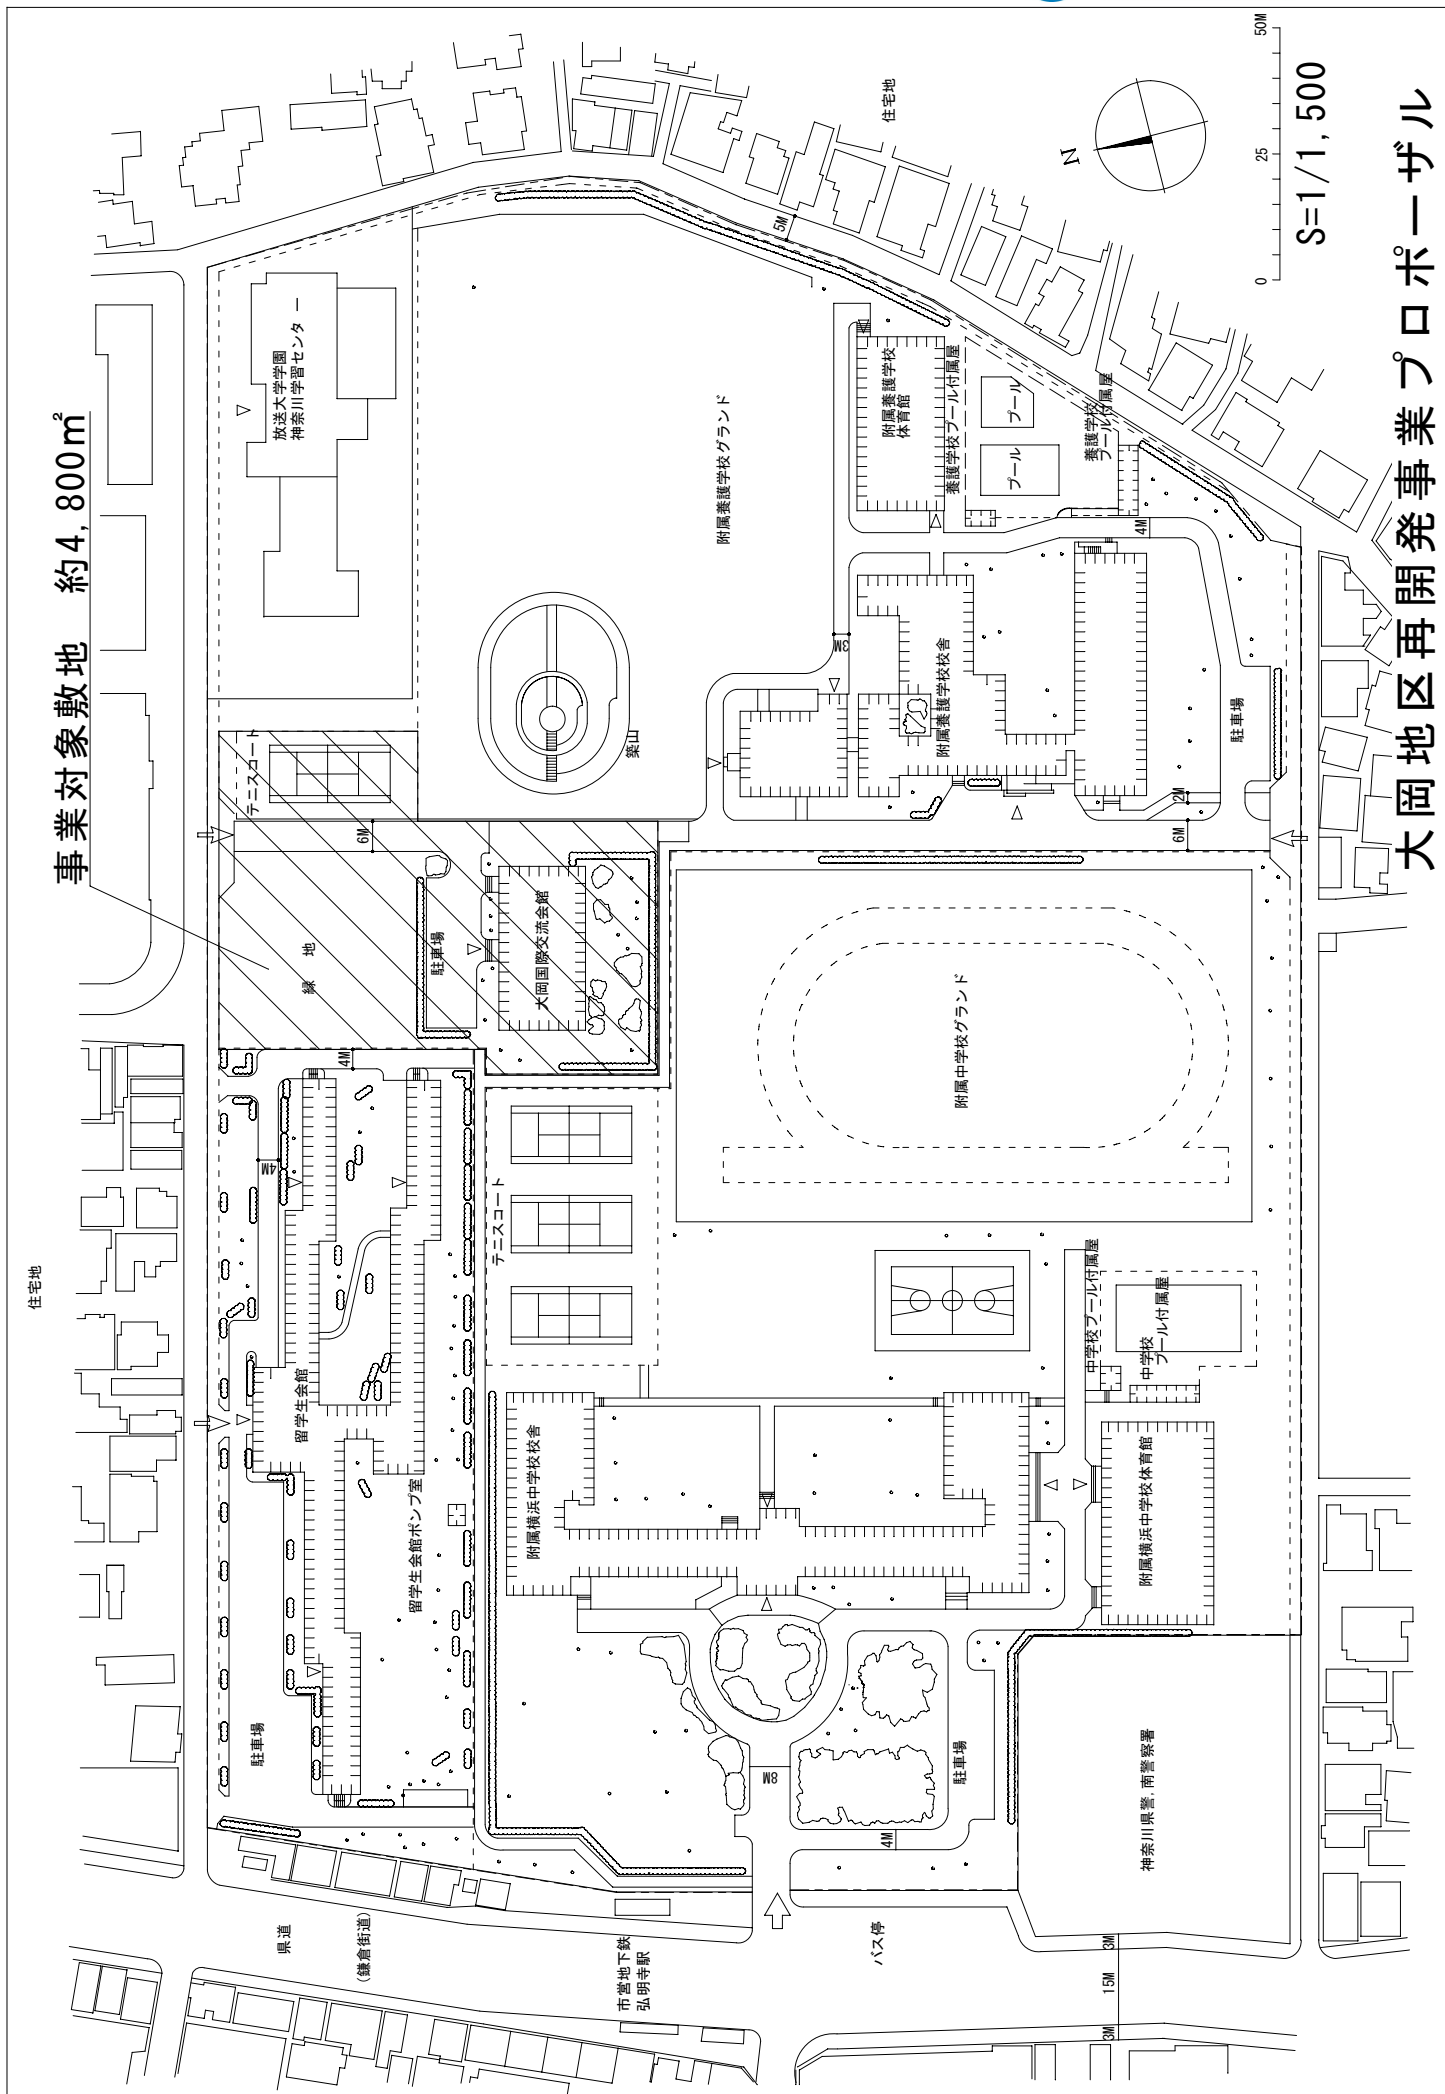 事業対象敷地　約4,800㎡
大岡地区再開発事業プロポーザル
S=1/1,500
0
25
50M
N
住宅地
住宅地
県道
(鎌倉街道)
市営地下鉄
弘明寺駅
バス停
3M
15M
3M
神奈川県警,南警察署
駐車場
留学生会館
留学生会館ポンプ室
4M
4M
緑　地
駐車場
大岡国際交流会館
6M
テニスコート
放送大学学園
神奈川学習センター
附属養護学校グランド
築山
5M
附属養護学校
体育館
養護学校プール付属屋
プール
プール
養護学校
プール付属屋
4M
3M
附属養護学校校舎
駐車場
2M
6M
附属中学校グランド
テニスコート
中学校プール付属屋
中学校
プール付属屋
附属横浜中学校校舎
附属横浜中学校体育館
8M
駐車場
4M